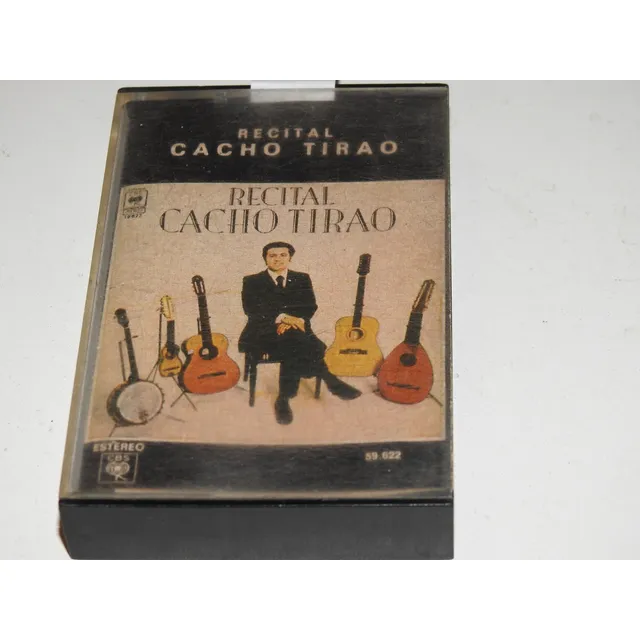 RECITAL
CACHO TIRAO
RECITAL
CACHO TIRAO
ESTEREO
CBS
59.622